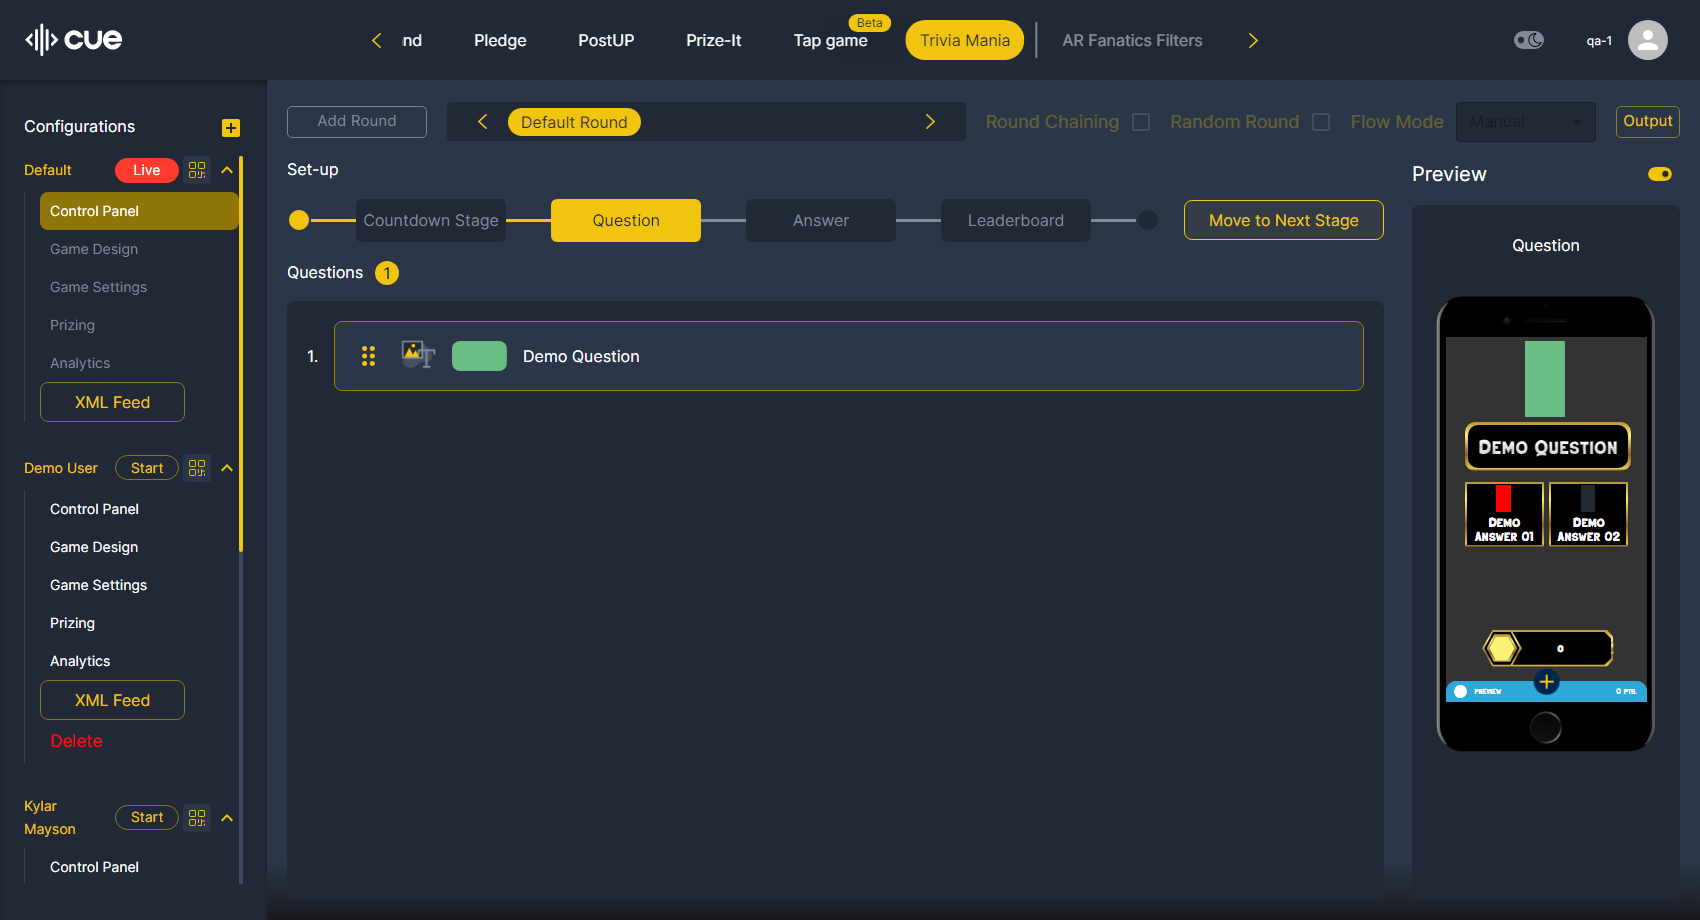 cue
nd
Pledge
PostUP
Prize-It
Tap game
Beta
Trivia Mania
AR Fanatics Filters
qa-1
Configurations
Default
Live
Control Panel
Game Design
Game Settings
Prizing
Analytics
XML Feed
Demo User
Start
Control Panel
Game Design
Game Settings
Prizing
Analytics
XML Feed
Delete
Kylar
Mayson
Start
Control Panel
Add Round
Default Round
Round Chaining
Random Round
Flow Mode
Manual
Output
Set-up
Countdown Stage
Question
Answer
Leaderboard
Move to Next Stage
Questions
1
1.
Demo Question
Preview
Question
DEMO QUESTION
DEMO
ANSWER 01
DEMO
ANSWER 02
0
PREVIEW
0 PTS.